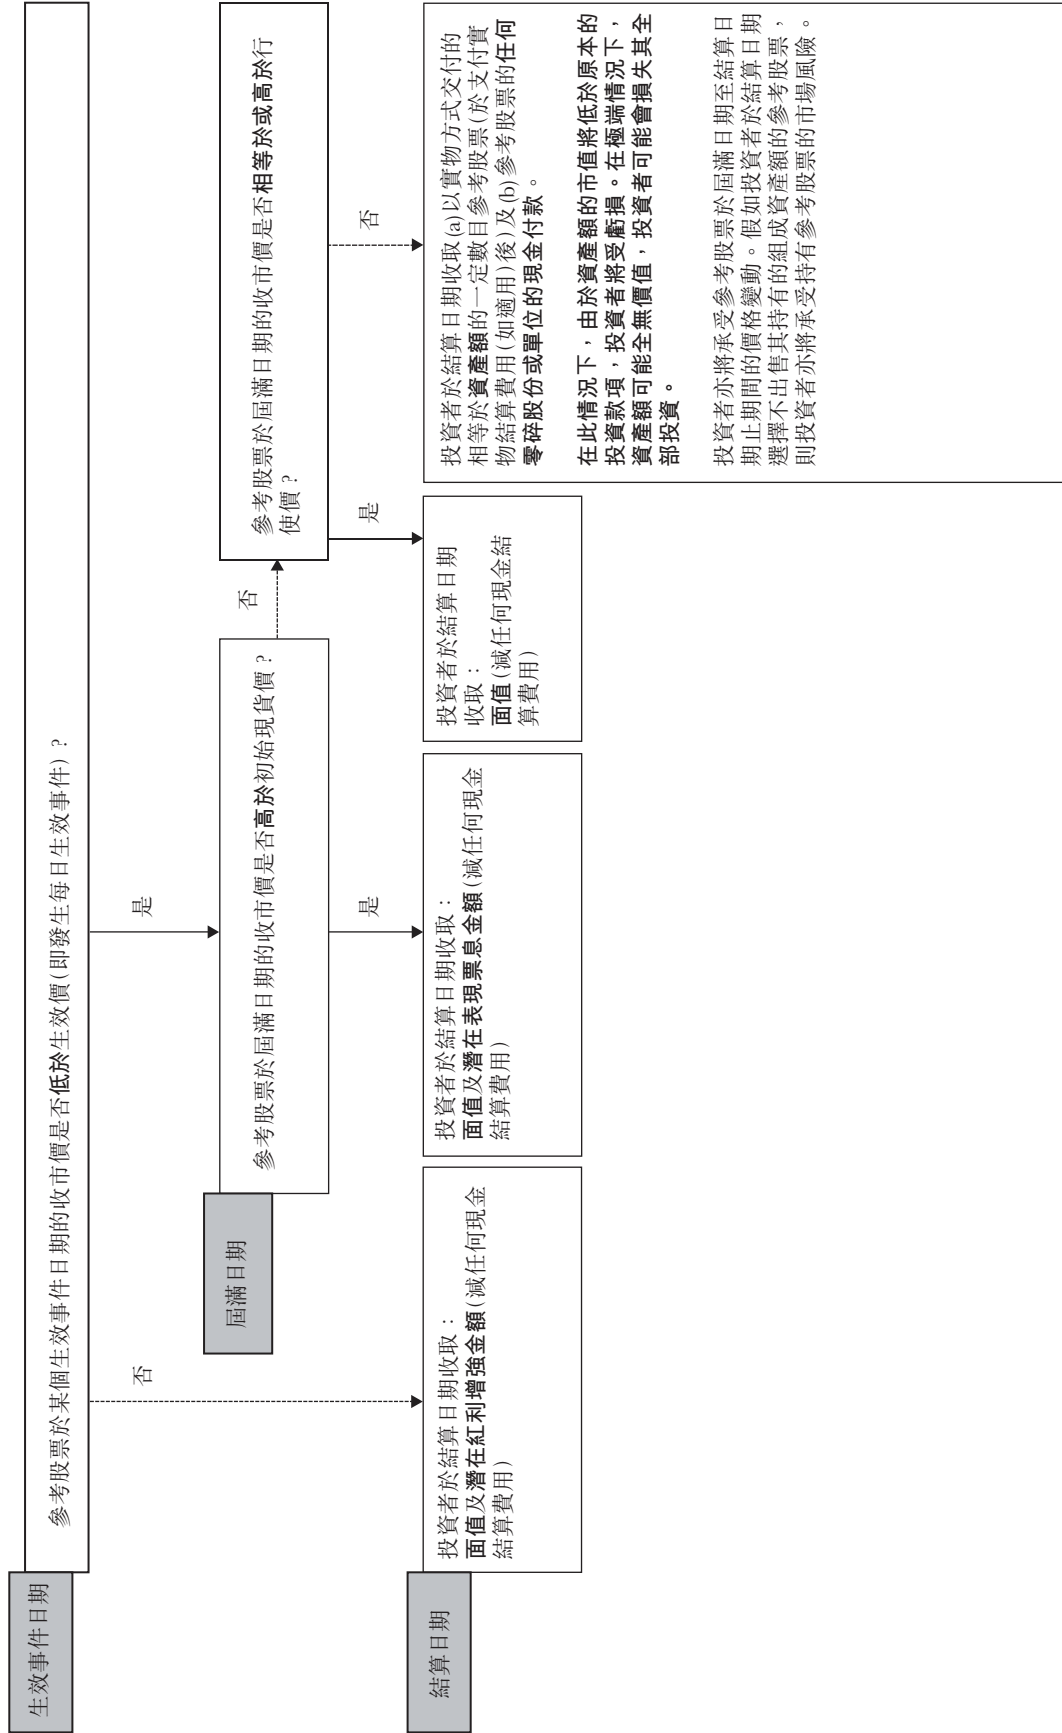 生效事件日期
參考股票於某個生效事件日期的收市價是否低於生效價(即發生每日生效事件)?
否
是
屆滿日期
參考股票於屆滿日期的收市價是否高於初始現貨價?
否
參考股票於屆滿日期的收市價是否相等於或高於行
使價?
是
是
否
結算日期
投資者於結算日期收取:
面值及潛在紅利增強金額(減任何現金
結算費用)
投資者於結算日期收取:
面值及潛在表現票息金額(減任何現金
結算費用)
投資者於結算日期
收取:
面值(減任何現金結
算費用)
投資者於結算日期收取(a)以實物方式交付的
相等於資產額的一定數目參考股票(於支付實
物結算費用(如適用)後)及(b)參考股票的任何
零碎股份或單位的現金付款。
在此情況下,由於資產額的市值將低於原本的
投資款項,投資者將受虧損。在極端情況下,
資產額可能全無價值,投資者可能會損失其全
部投資。
投資者亦將承受參考股票於屆滿日期至結算日
期止期間的價格變動。假如投資者於結算日期
選擇不出售其持有的組成資產額的參考股票,
則投資者亦將承受持有參考股票的市場風險。